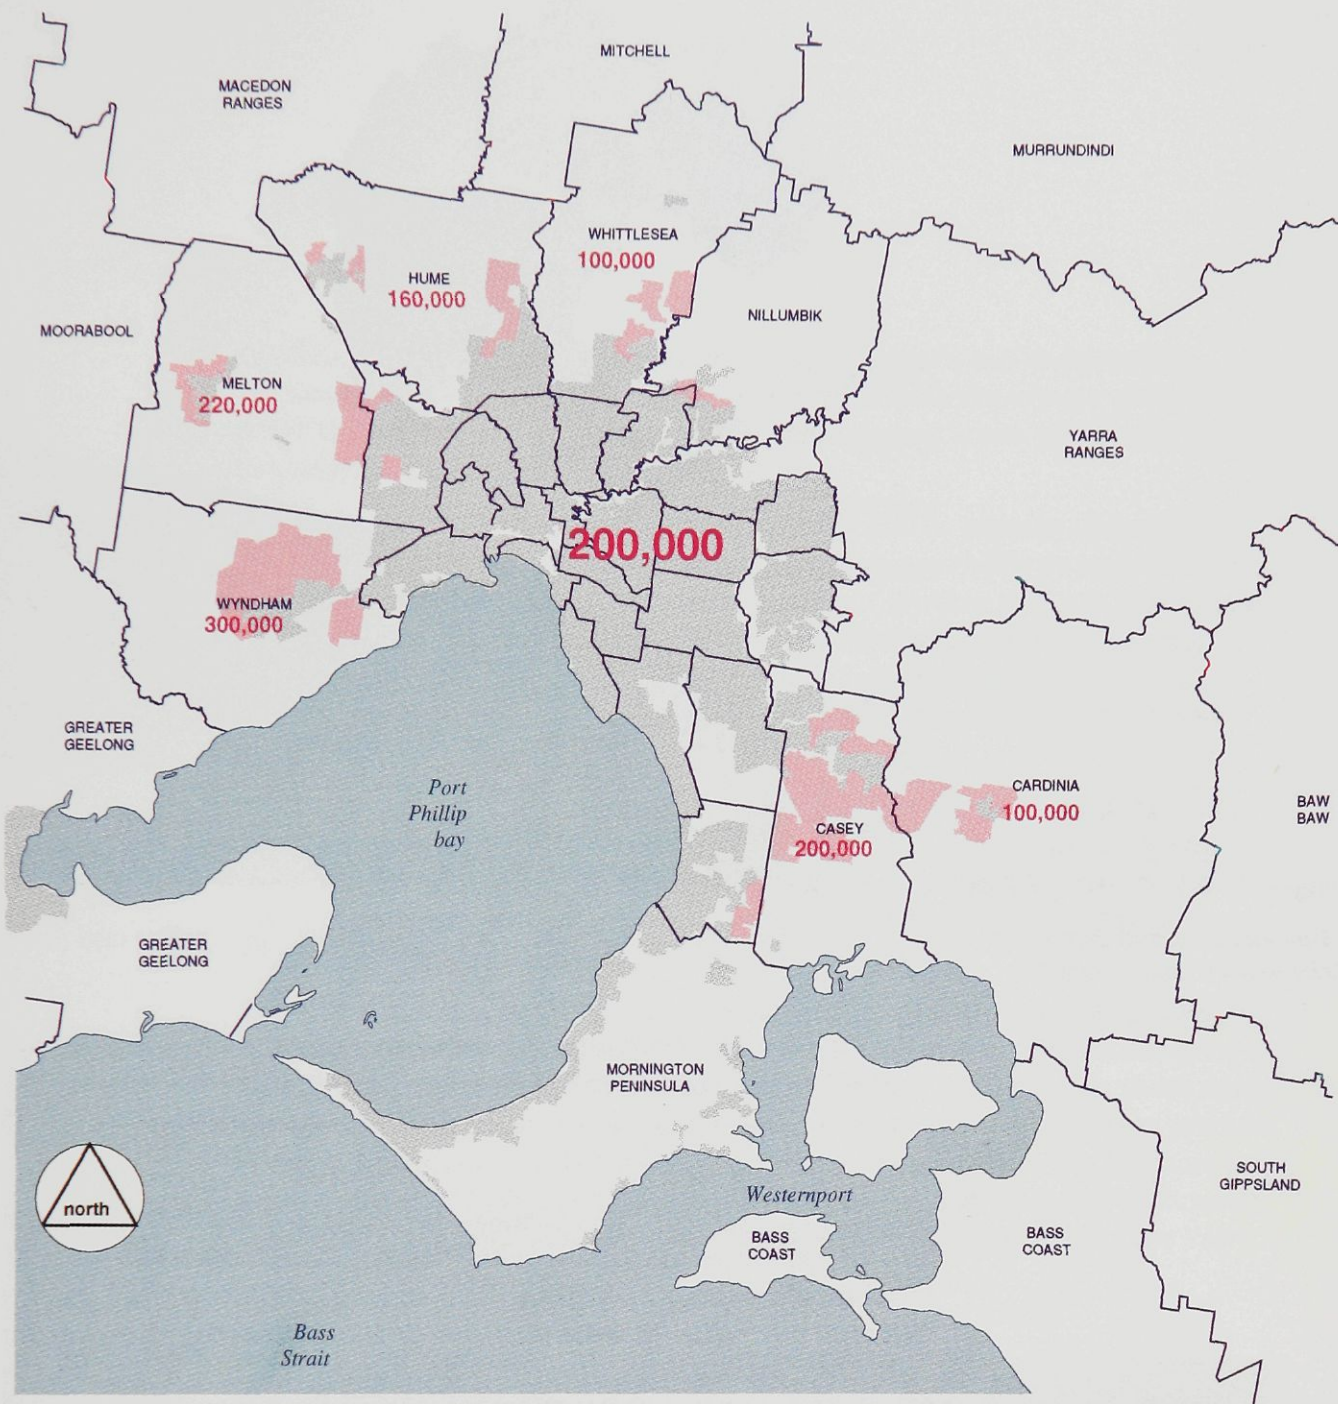 MITCHELL
MACEDON
RANGES
MURRUNDINDI
WHITTLESEA
100,000
HUME
160,000
NILLUMBIK
MOORABOOL
MELTON
220,000
YARRA
RANGES
200,000
WYNDHAM
300,000
GREATER
GEELONG
Port
Phillip
bay
CARDINIA
100,000
BAW
BAW
CASEY
200,000
GREATER
GEELONG
MORNINGTON
PENINSULA
north
Westernport
SOUTH
GIPPSLAND
BASS
COAST
BASS
COAST
Bass
Strait